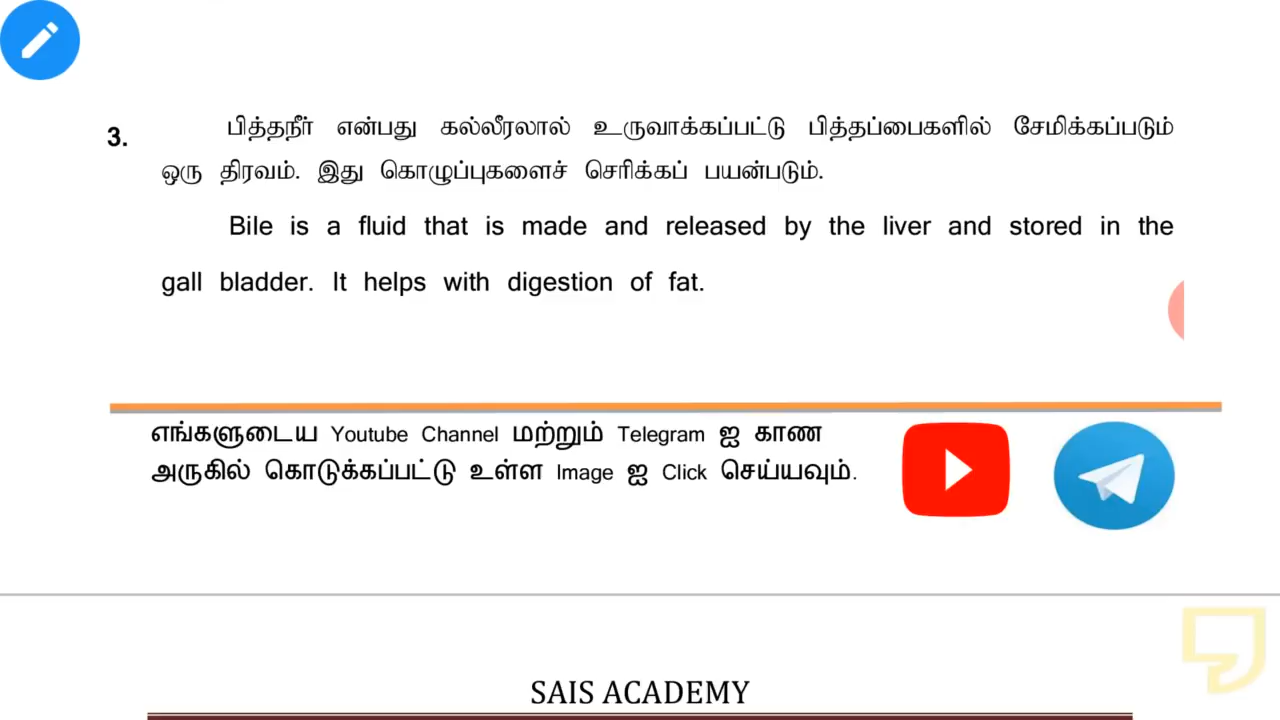 3. பித்தநீர் என்பது கல்லீரலால் உருவாக்கப்பட்டு பித்தப்பைகளில் சேமிக்கப்படும்
ஒரு திரவம். இது கொழுப்புகளைச் செரிக்கப் பயன்படும்.
Bile is a fluid that is made and released by the liver and stored in the
gall bladder. It helps with digestion of fat.
எங்களுடைய Youtube Channel மற்றும் Telegram ஐ காண
அருகில் கொடுக்கப்பட்டு உள்ள Image ஐ Click செய்யவும்.
SAIS ACADEMY